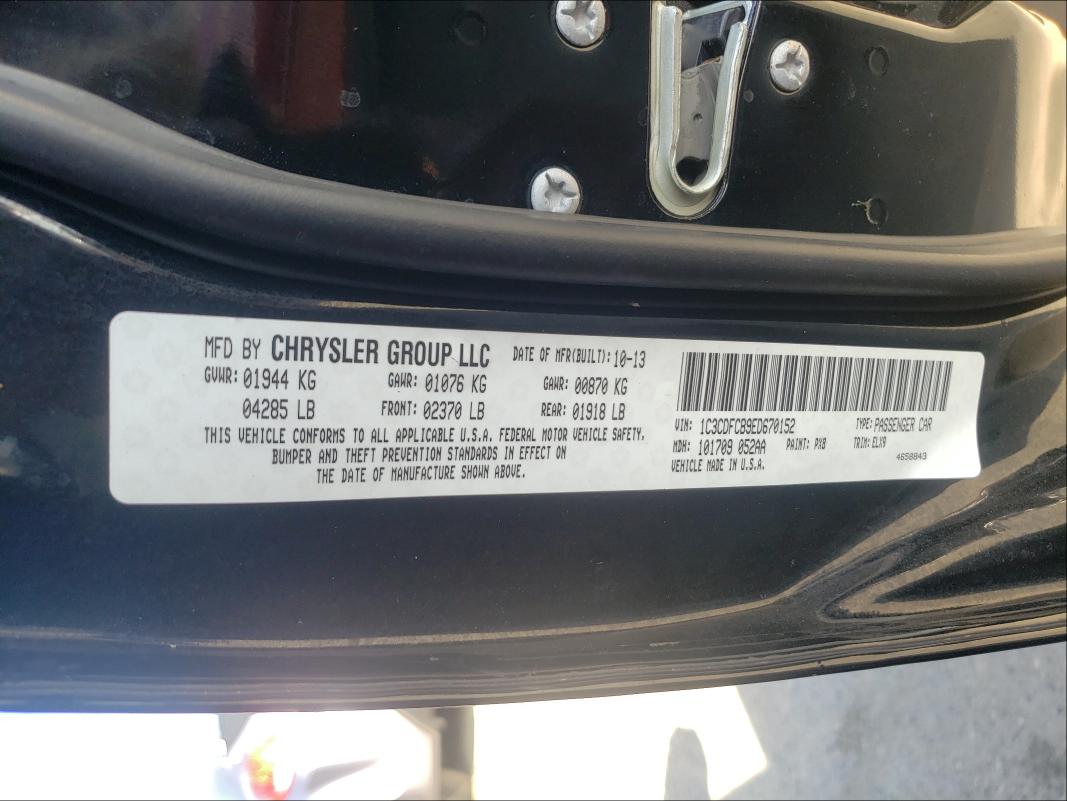 MFD BY CHRYSLER GROUP LLC DATE OF MFR(BUILT): 10-13
GVWR: 01944 KG GAWR: 01076 KG GAWR: 00870 KG
04285 LB FRONT: 02370 LB REAR: 01918 LB
THIS VEHICLE CONFORMS TO ALL APPLICABLE U.S.A. FEDERAL MOTOR VEHICLE SAFETY,
BUMPER AND THEFT PREVENTION STANDARDS IN EFFECT ON
THE DATE OF MANUFACTURE SHOWN ABOVE.
VIN: 1C3CDFCB9ED670152 TYPE: PASSENGER CAR
MDH: 101709 052AA PAINT: PX8 TRIM: ELX9
VEHICLE MADE IN U.S.A. 4658843